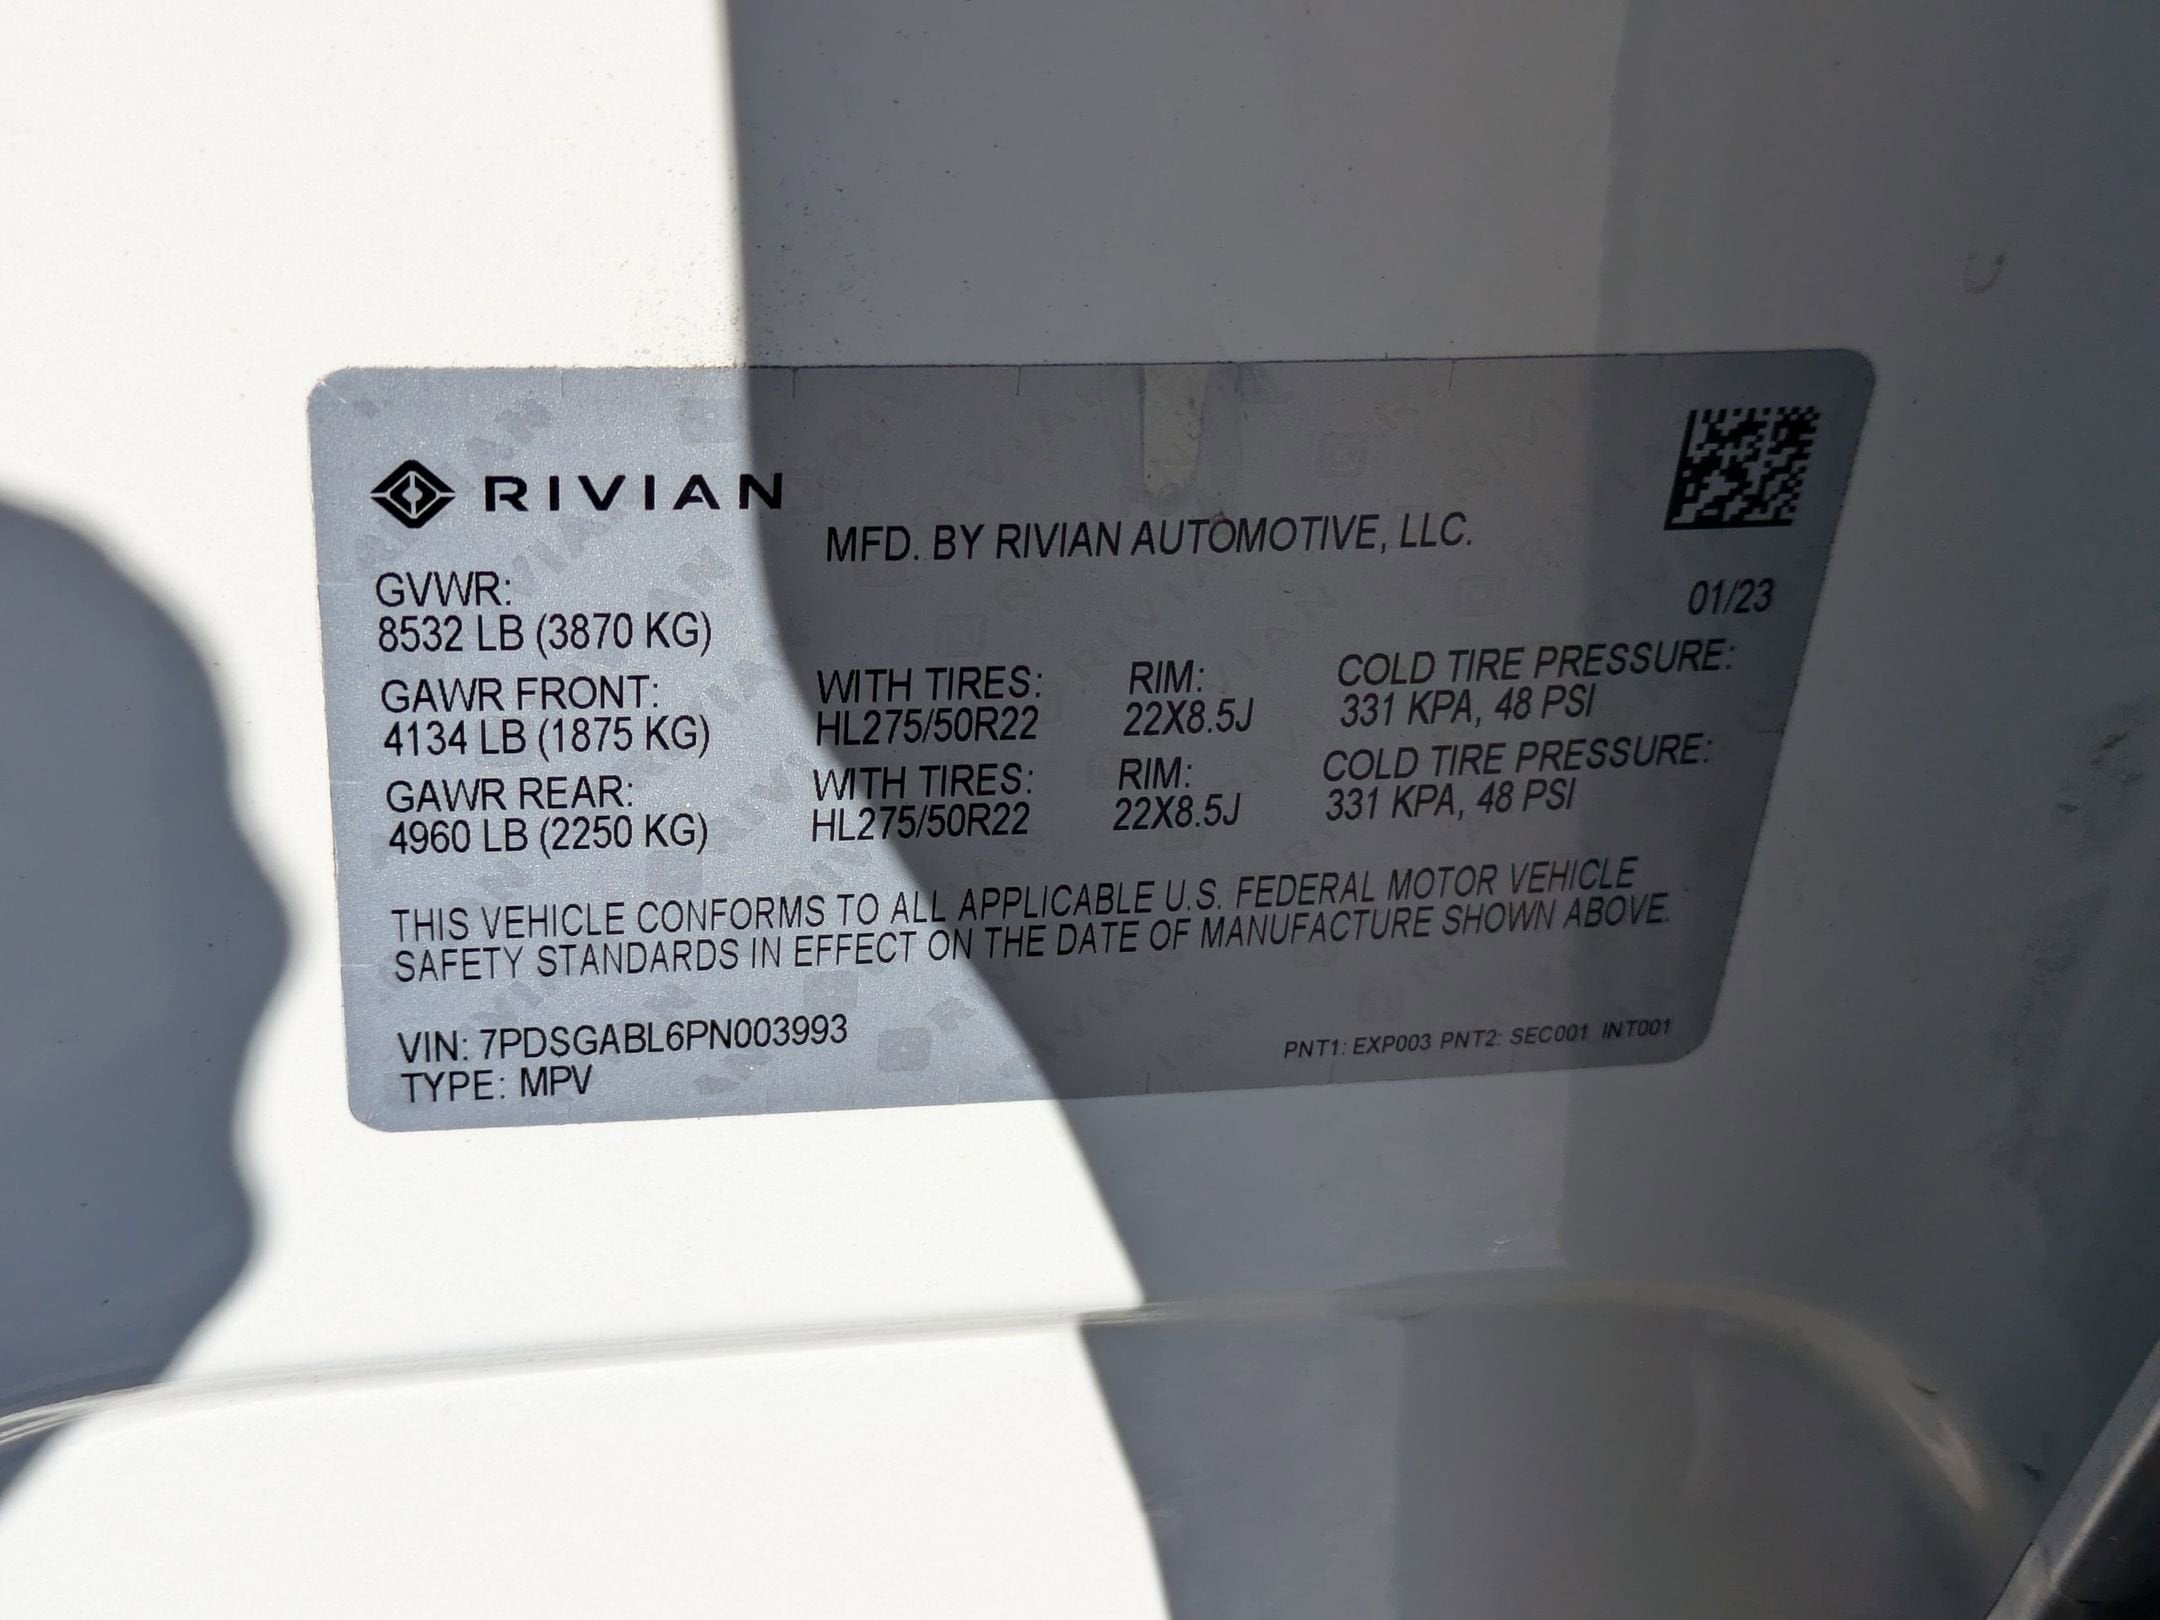 RIVIAN
MFD. BY RIVIAN AUTOMOTIVE, LLC.
01/23
GVWR:
8532 LB (3870 KG)
GAWR FRONT: WITH TIRES: RIM: COLD TIRE PRESSURE:
4134 LB (1875 KG) HL275/50R22 22X8.5J 331 KPA, 48 PSI
GAWR REAR: WITH TIRES: RIM: COLD TIRE PRESSURE:
4960 LB (2250 KG) HL275/50R22 22X8.5J 331 KPA, 48 PSI
THIS VEHICLE CONFORMS TO ALL APPLICABLE U.S. FEDERAL MOTOR VEHICLE
SAFETY STANDARDS IN EFFECT ON THE DATE OF MANUFACTURE SHOWN ABOVE.
VIN: 7PDSGABL6PN003993
TYPE: MPV
PNT1: EXP003 PNT2: SEC001 INT001